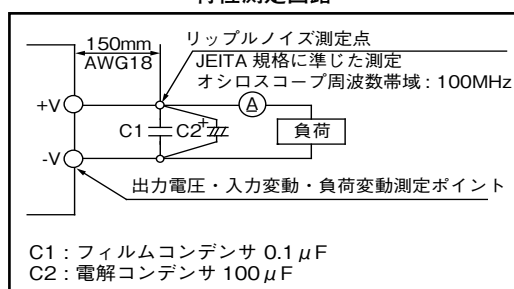 150mm
AWG18
リップルノイズ測定点
JEITA 規格に準じた測定
オシロスコープ周波数帯域 : 100MHz
+V
C1
C2
+
A
負荷
-V
出力電圧・入力変動・負荷変動測定ポイント
C1 : フィルムコンデンサ 0.1μF
C2 : 電解コンデンサ 100μF